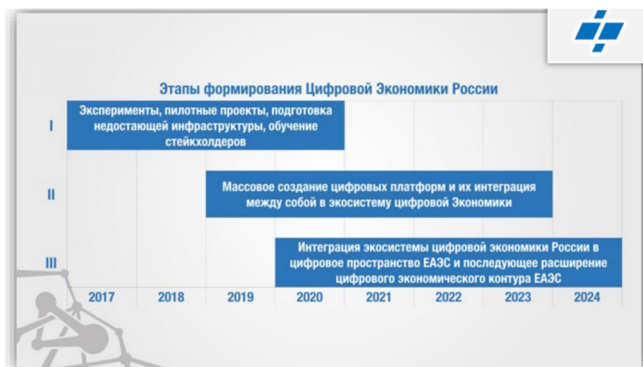 Этапы формирования Цифровой Экономики России
I
Эксперименты, пилотные проекты, подготовка
недостающей инфраструктуры, обучение
стейкхолдеров
II
Массовое создание цифровых платформ и их интеграция
между собой в экосистему цифровой Экономики
III
Интеграция экосистемы цифровой экономики России в
цифровое пространство ЕАЭС и последующее расширение
цифрового экономического контура ЕАЭС
2017 2018 2019 2020 2021 2022 2023 2024